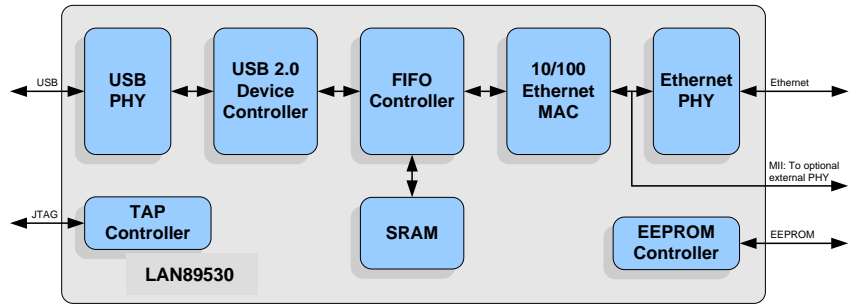 USB
USB
PHY
USB 2.0
Device
Controller
FIFO
Controller
10/100
Ethernet
MAC
Ethernet
PHY
Ethernet
MII: To optional
external PHY
JTAG
TAP
Controller
SRAM
EEPROM
Controller
EEPROM
LAN89530